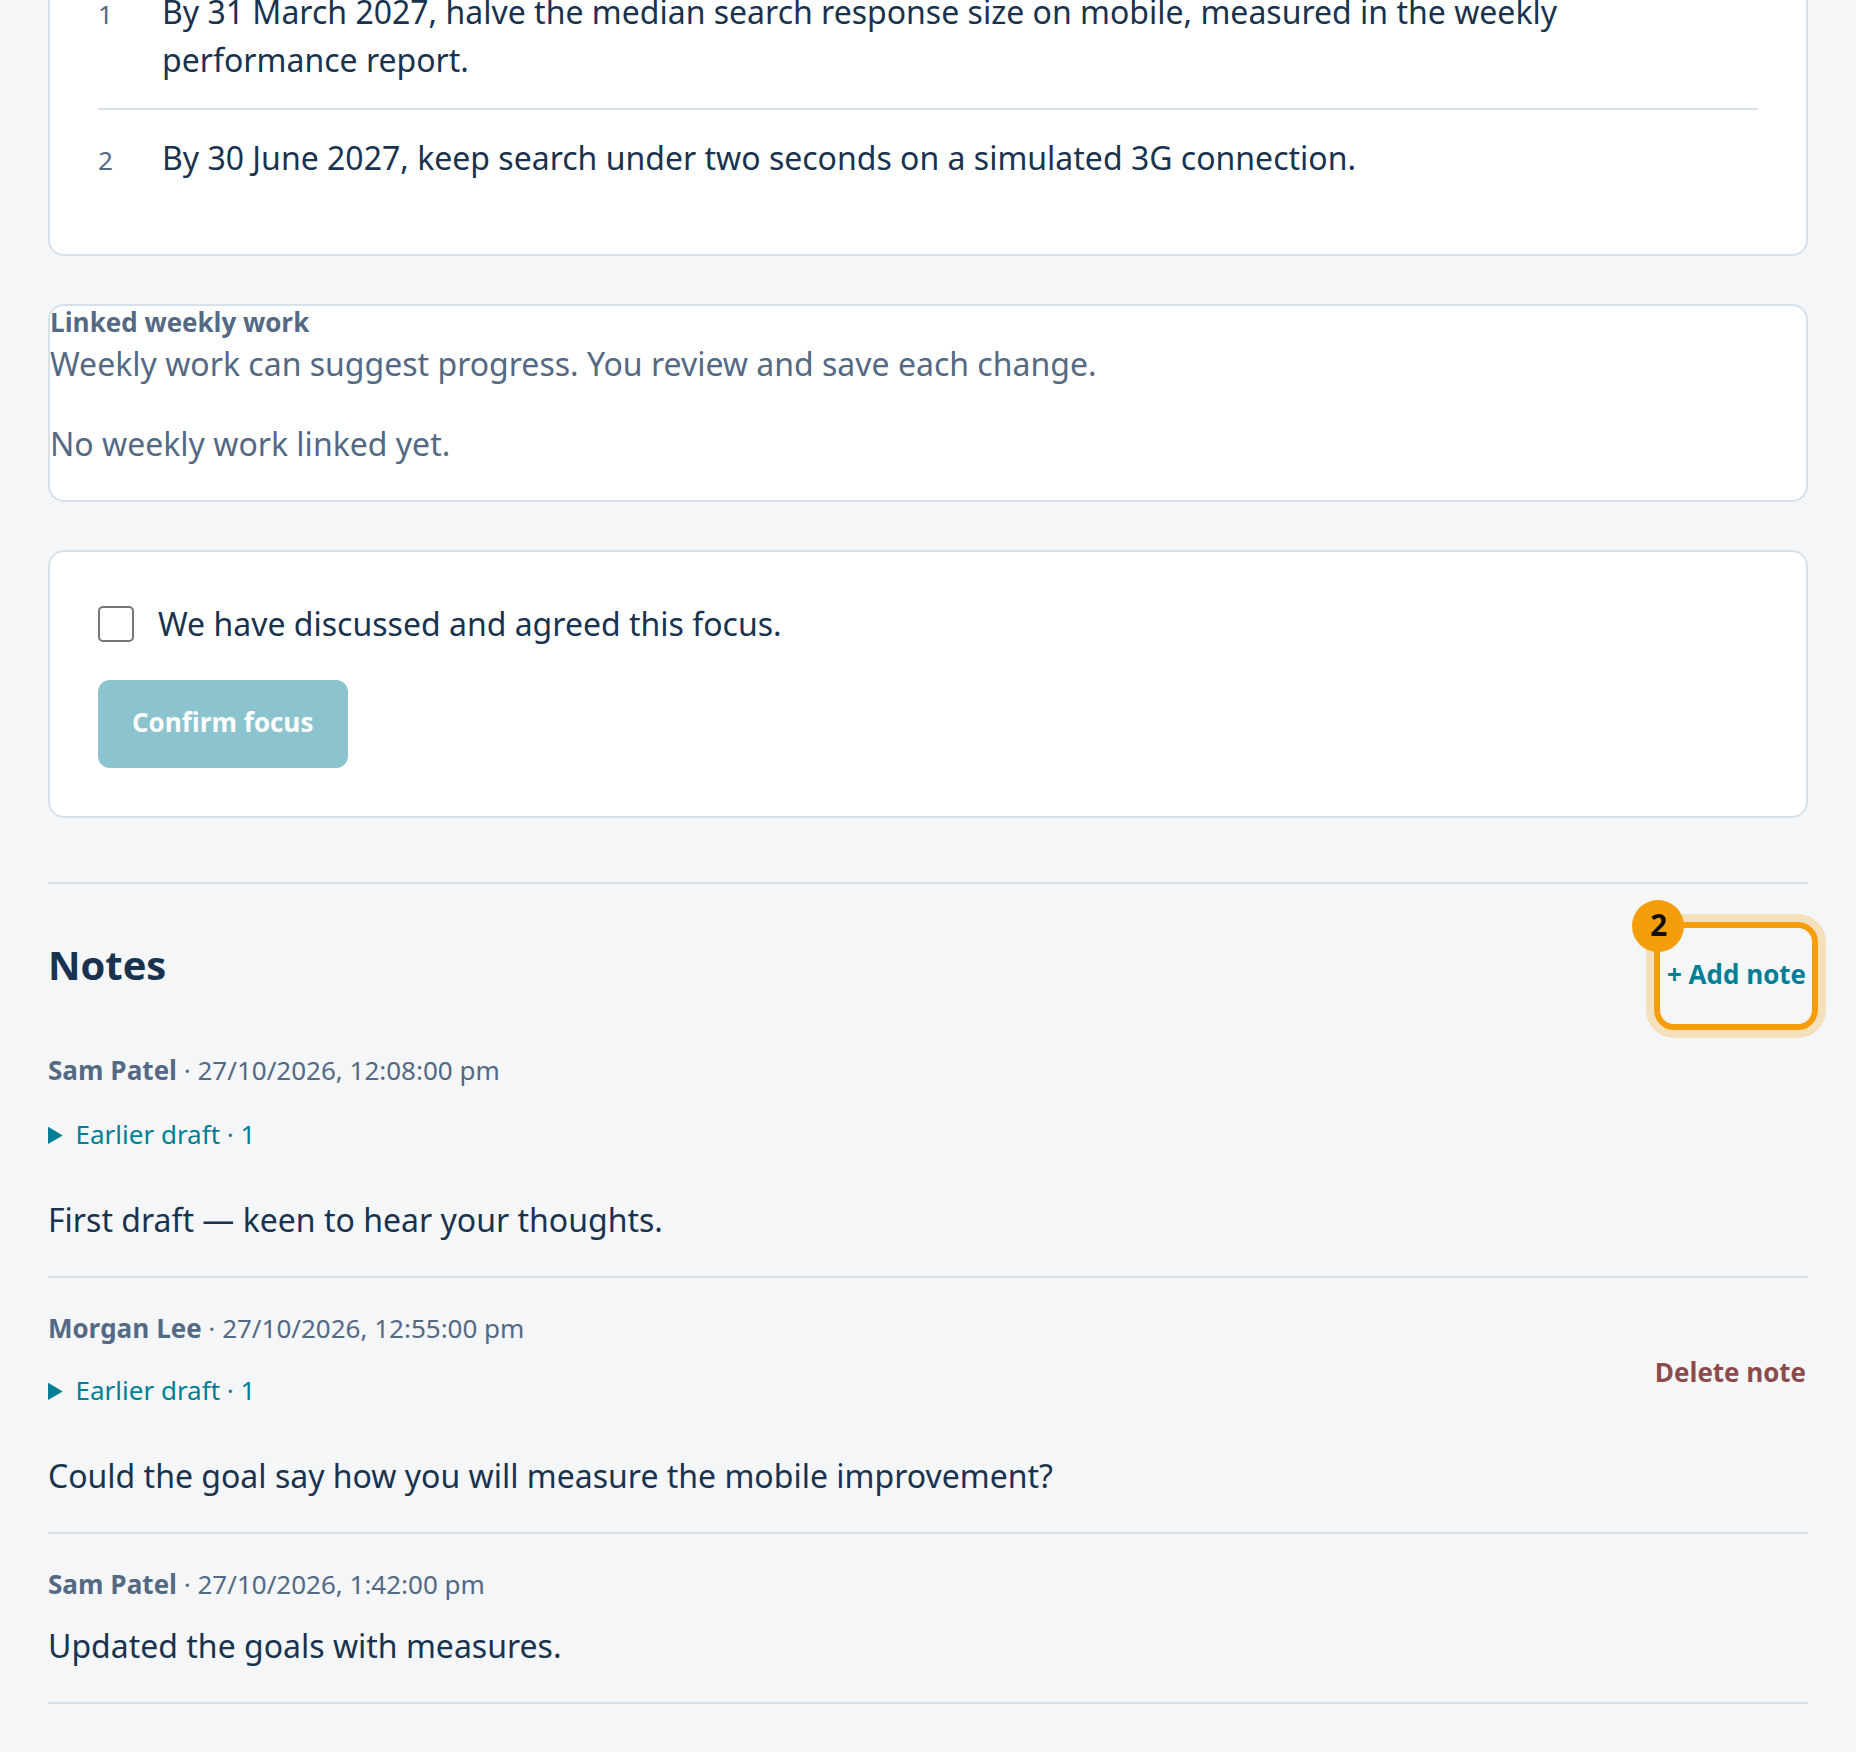 1 By 31 March 2027, halve the median search response size on mobile, measured in the weekly
performance report.
2 By 30 June 2027, keep search under two seconds on a simulated 3G connection.
Linked weekly work
Weekly work can suggest progress. You review and save each change.
No weekly work linked yet.
We have discussed and agreed this focus.
Confirm focus
Notes
2
+ Add note
Sam Patel · 27/10/2026, 12:08:00 pm
Earlier draft · 1
First draft — keen to hear your thoughts.
Morgan Lee · 27/10/2026, 12:55:00 pm
Delete note
Earlier draft · 1
Could the goal say how you will measure the mobile improvement?
Sam Patel · 27/10/2026, 1:42:00 pm
Updated the goals with measures.